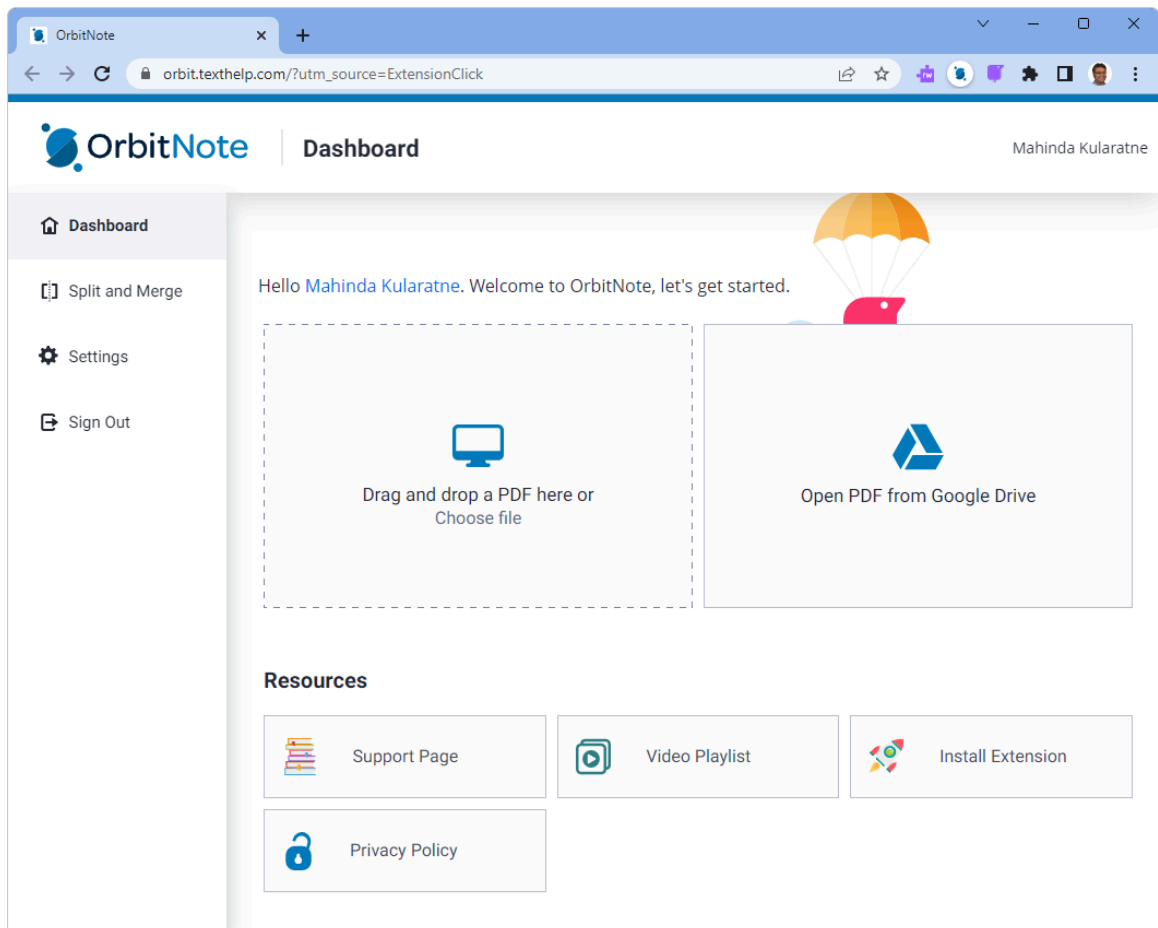 OrbitNote
orbit.texthelp.com/?utm_source=ExtensionClick
OrbitNote
Dashboard
Mahinda Kularatne
Dashboard
Split and Merge
Settings
Sign Out
Hello Mahinda Kularatne. Welcome to OrbitNote, let's get started.
Drag and drop a PDF here or
Choose file
Open PDF from Google Drive
Resources
Support Page
Video Playlist
Install Extension
Privacy Policy